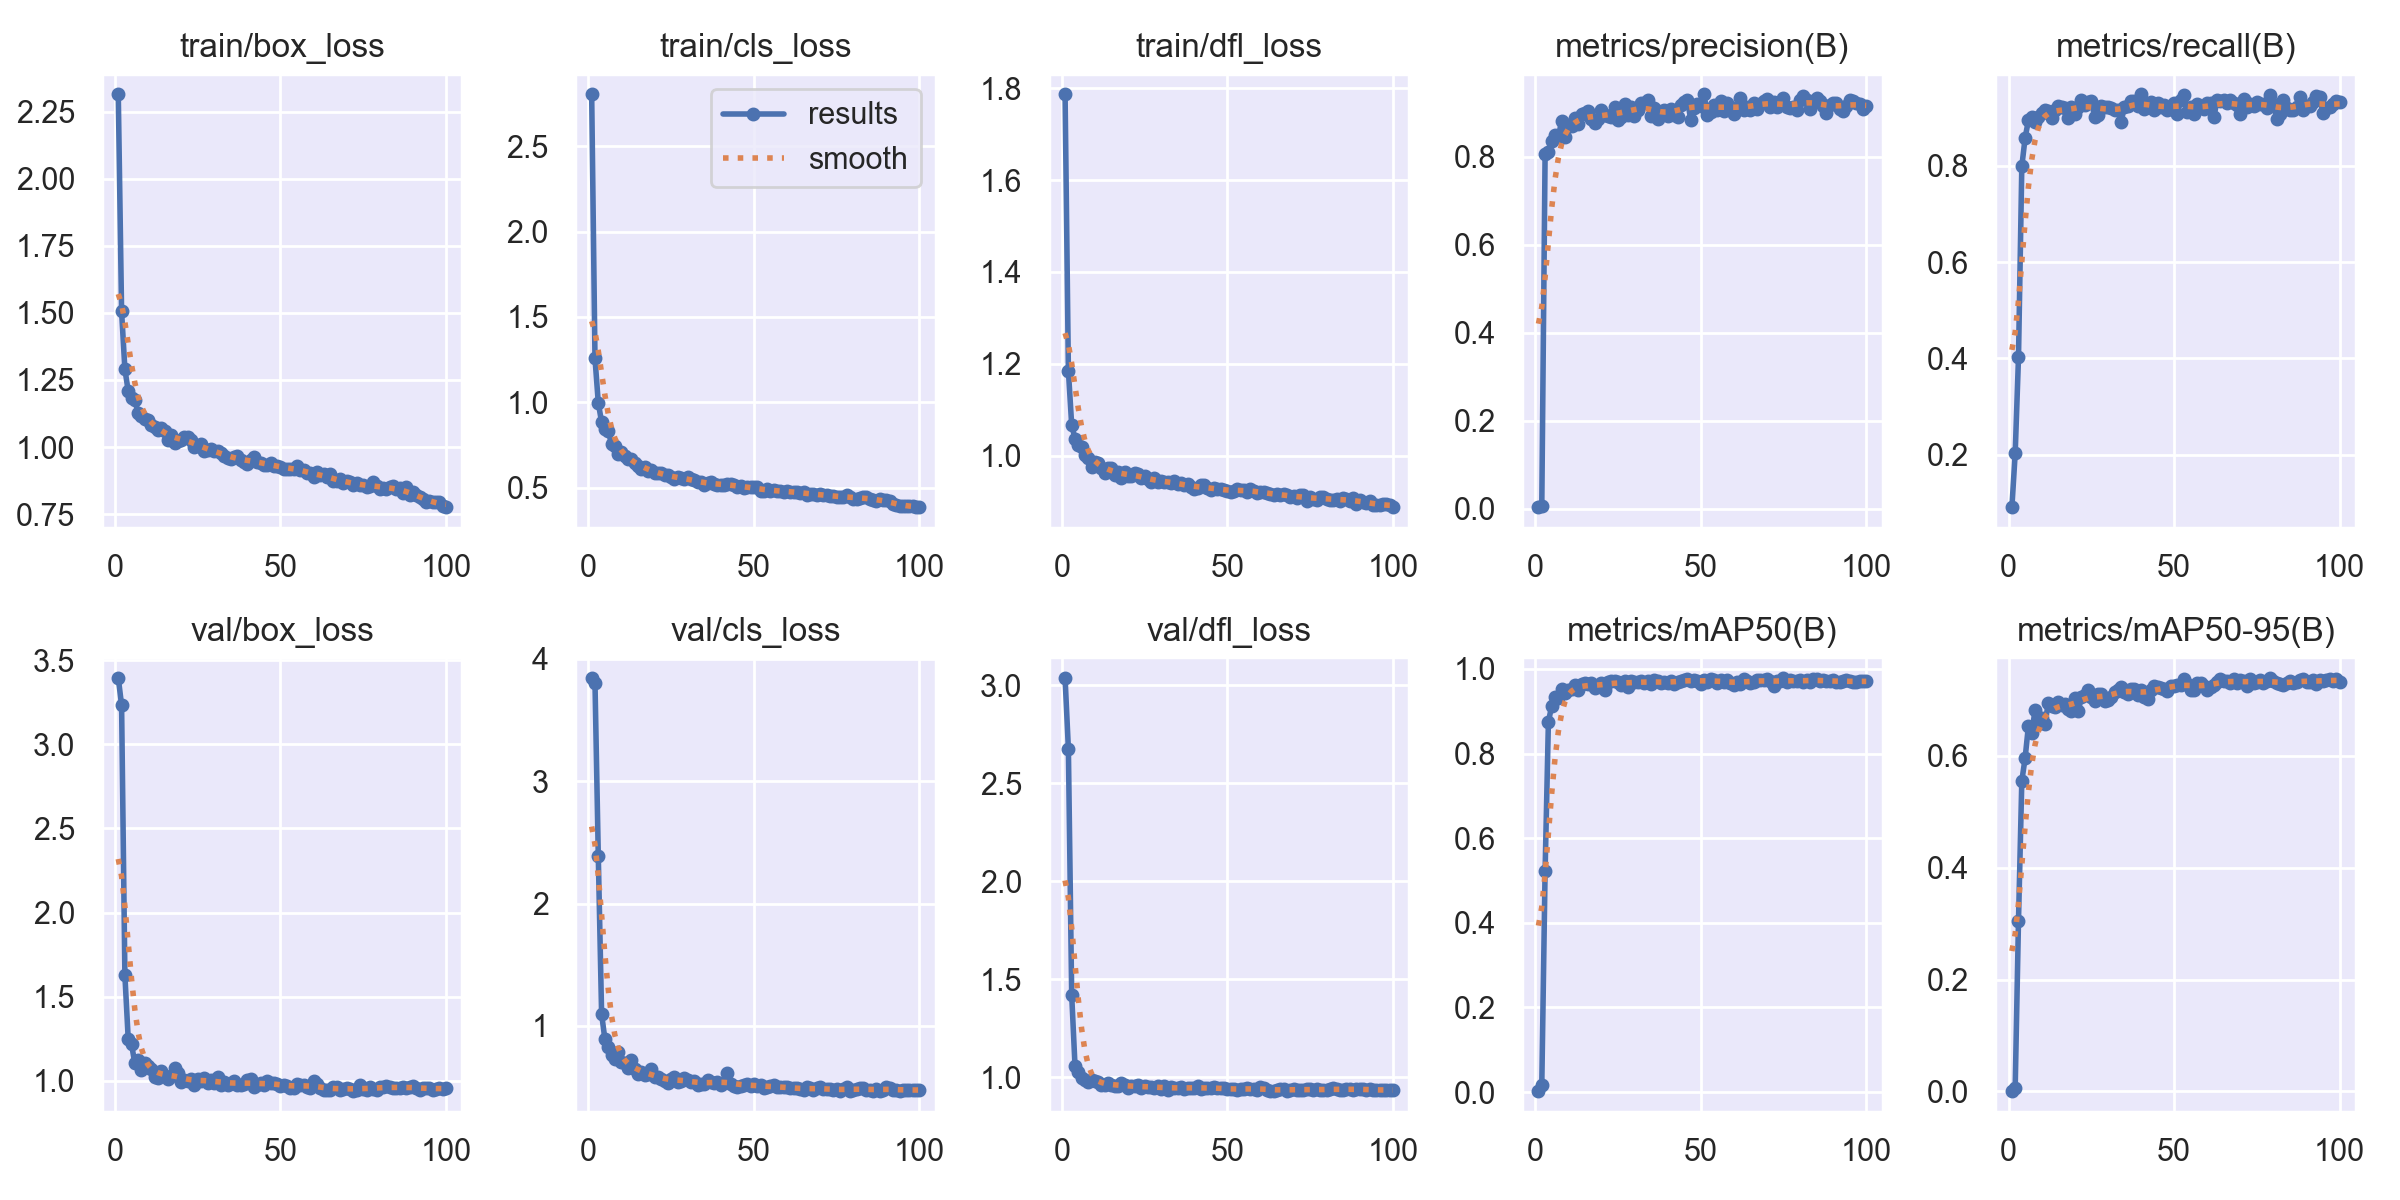 train/box_loss
2.25
2.00
1.75
1.50
1.25
1.00
0.75
0 50 100
train/cls_loss
results
smooth
2.5
2.0
1.5
1.0
0.5
0 50 100
train/dfl_loss
1.8
1.6
1.4
1.2
1.0
0 50 100
metrics/precision(B)
0.8
0.6
0.4
0.2
0.0
0 50 100
metrics/recall(B)
0.8
0.6
0.4
0.2
0 50 100
val/box_loss
3.5
3.0
2.5
2.0
1.5
1.0
0 50 100
val/cls_loss
4
3
2
1
0 50 100
val/dfl_loss
3.0
2.5
2.0
1.5
1.0
0 50 100
metrics/mAP50(B)
1.0
0.8
0.6
0.4
0.2
0.0
0 50 100
metrics/mAP50-95(B)
0.6
0.4
0.2
0.0
0 50 100